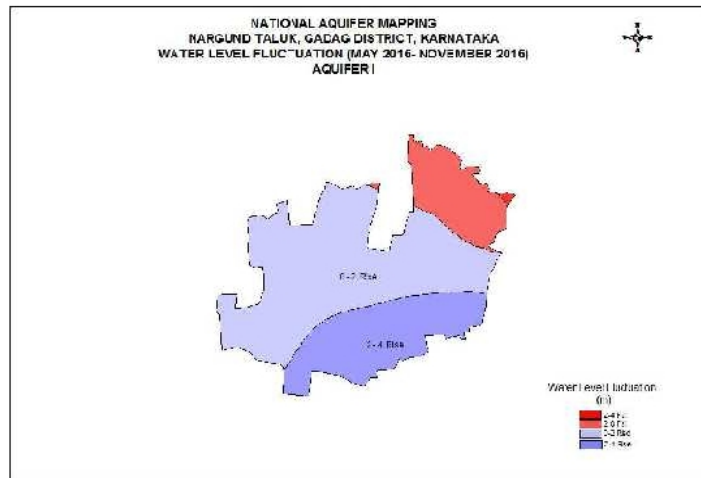 NATIONAL AQUIFER MAPPING
NARGUND TALUK, GADAG DISTRICT, KARNATAKA
WATER LEVEL FLUCTUATION (MAY 2016- NOVEMBER 2016)
AQUIFER I
0 - 2 Rise
2 - 4 Rise
Water Level Fluctuation
(m)